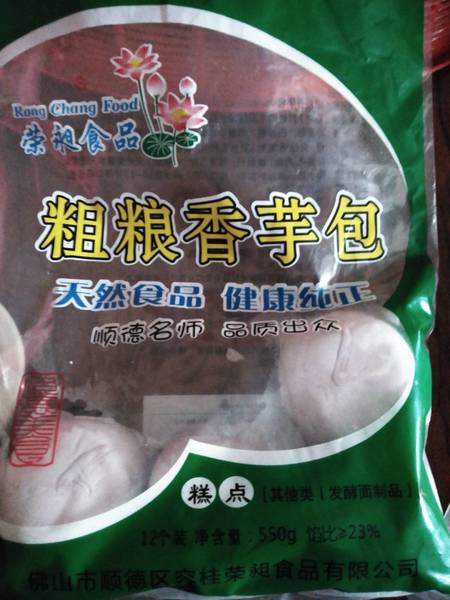 Rong Chang Food
荣昶食品
粗粮香芋包
天然食品 健康纯正
顺德名师 品质出众
糕点 [其他类(发酵面制品)]
12个装 净含量: 550g 馅比≥23%
佛山市顺德区容桂荣昶食品有限公司